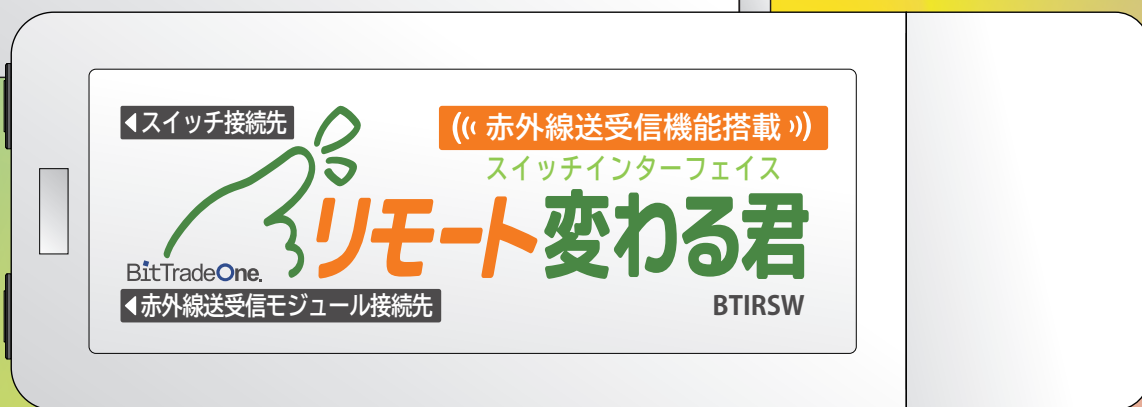 ◀スイッチ接続先
((( 赤外線送受信機能搭載 )))
スイッチインターフェイス
リモート変わる君
BitTradeOne.
◀赤外線送受信モジュール接続先
BTIRSW